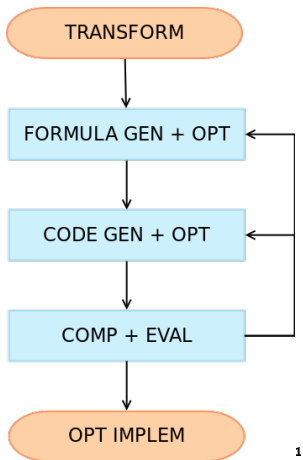 TRANSFORM
FORMULA GEN + OPT
CODE GEN + OPT
COMP + EVAL
OPT IMPLEM
1